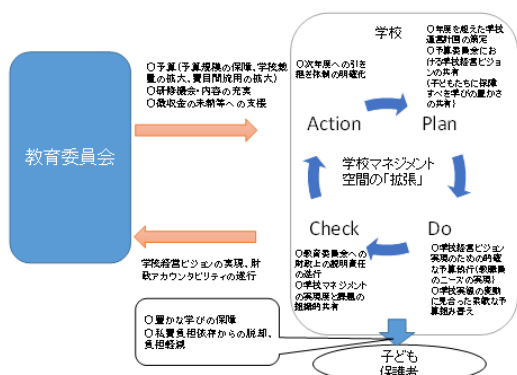 学校
〇予算(予算規模の保障、学校裁
量の拡大、費目間流用の拡大)
〇研修機会・内容の充実
〇徴収金の未納等への支援
〇次年度への引き
継ぎ体制の明確化
〇年度を超えた学校
運営計画の策定
〇予算委員会にお
ける学校経営ビジョ
ンの共有
(子どもたちに保障
すべき学びの豊かさ
の共有)
Action
Plan
教育委員会
学校マネジメント
空間の「拡張」
Check
Do
学校経営ビジョンの実現、財
政アカウンタビリティの遂行
〇教育委員会への
財政上の説明責任
の遂行
〇学校マネジメント
の実現度と課題の
組織的共有
〇学校経営ビジョン
実現のための的確
な予算執行(教職員
のニーズの実現)
〇学校実態の変動
に見合った柔軟な予
算組み替え
〇豊かな学びの保障
〇私費負担依存からの脱却、
負担軽減
子ども
保護者